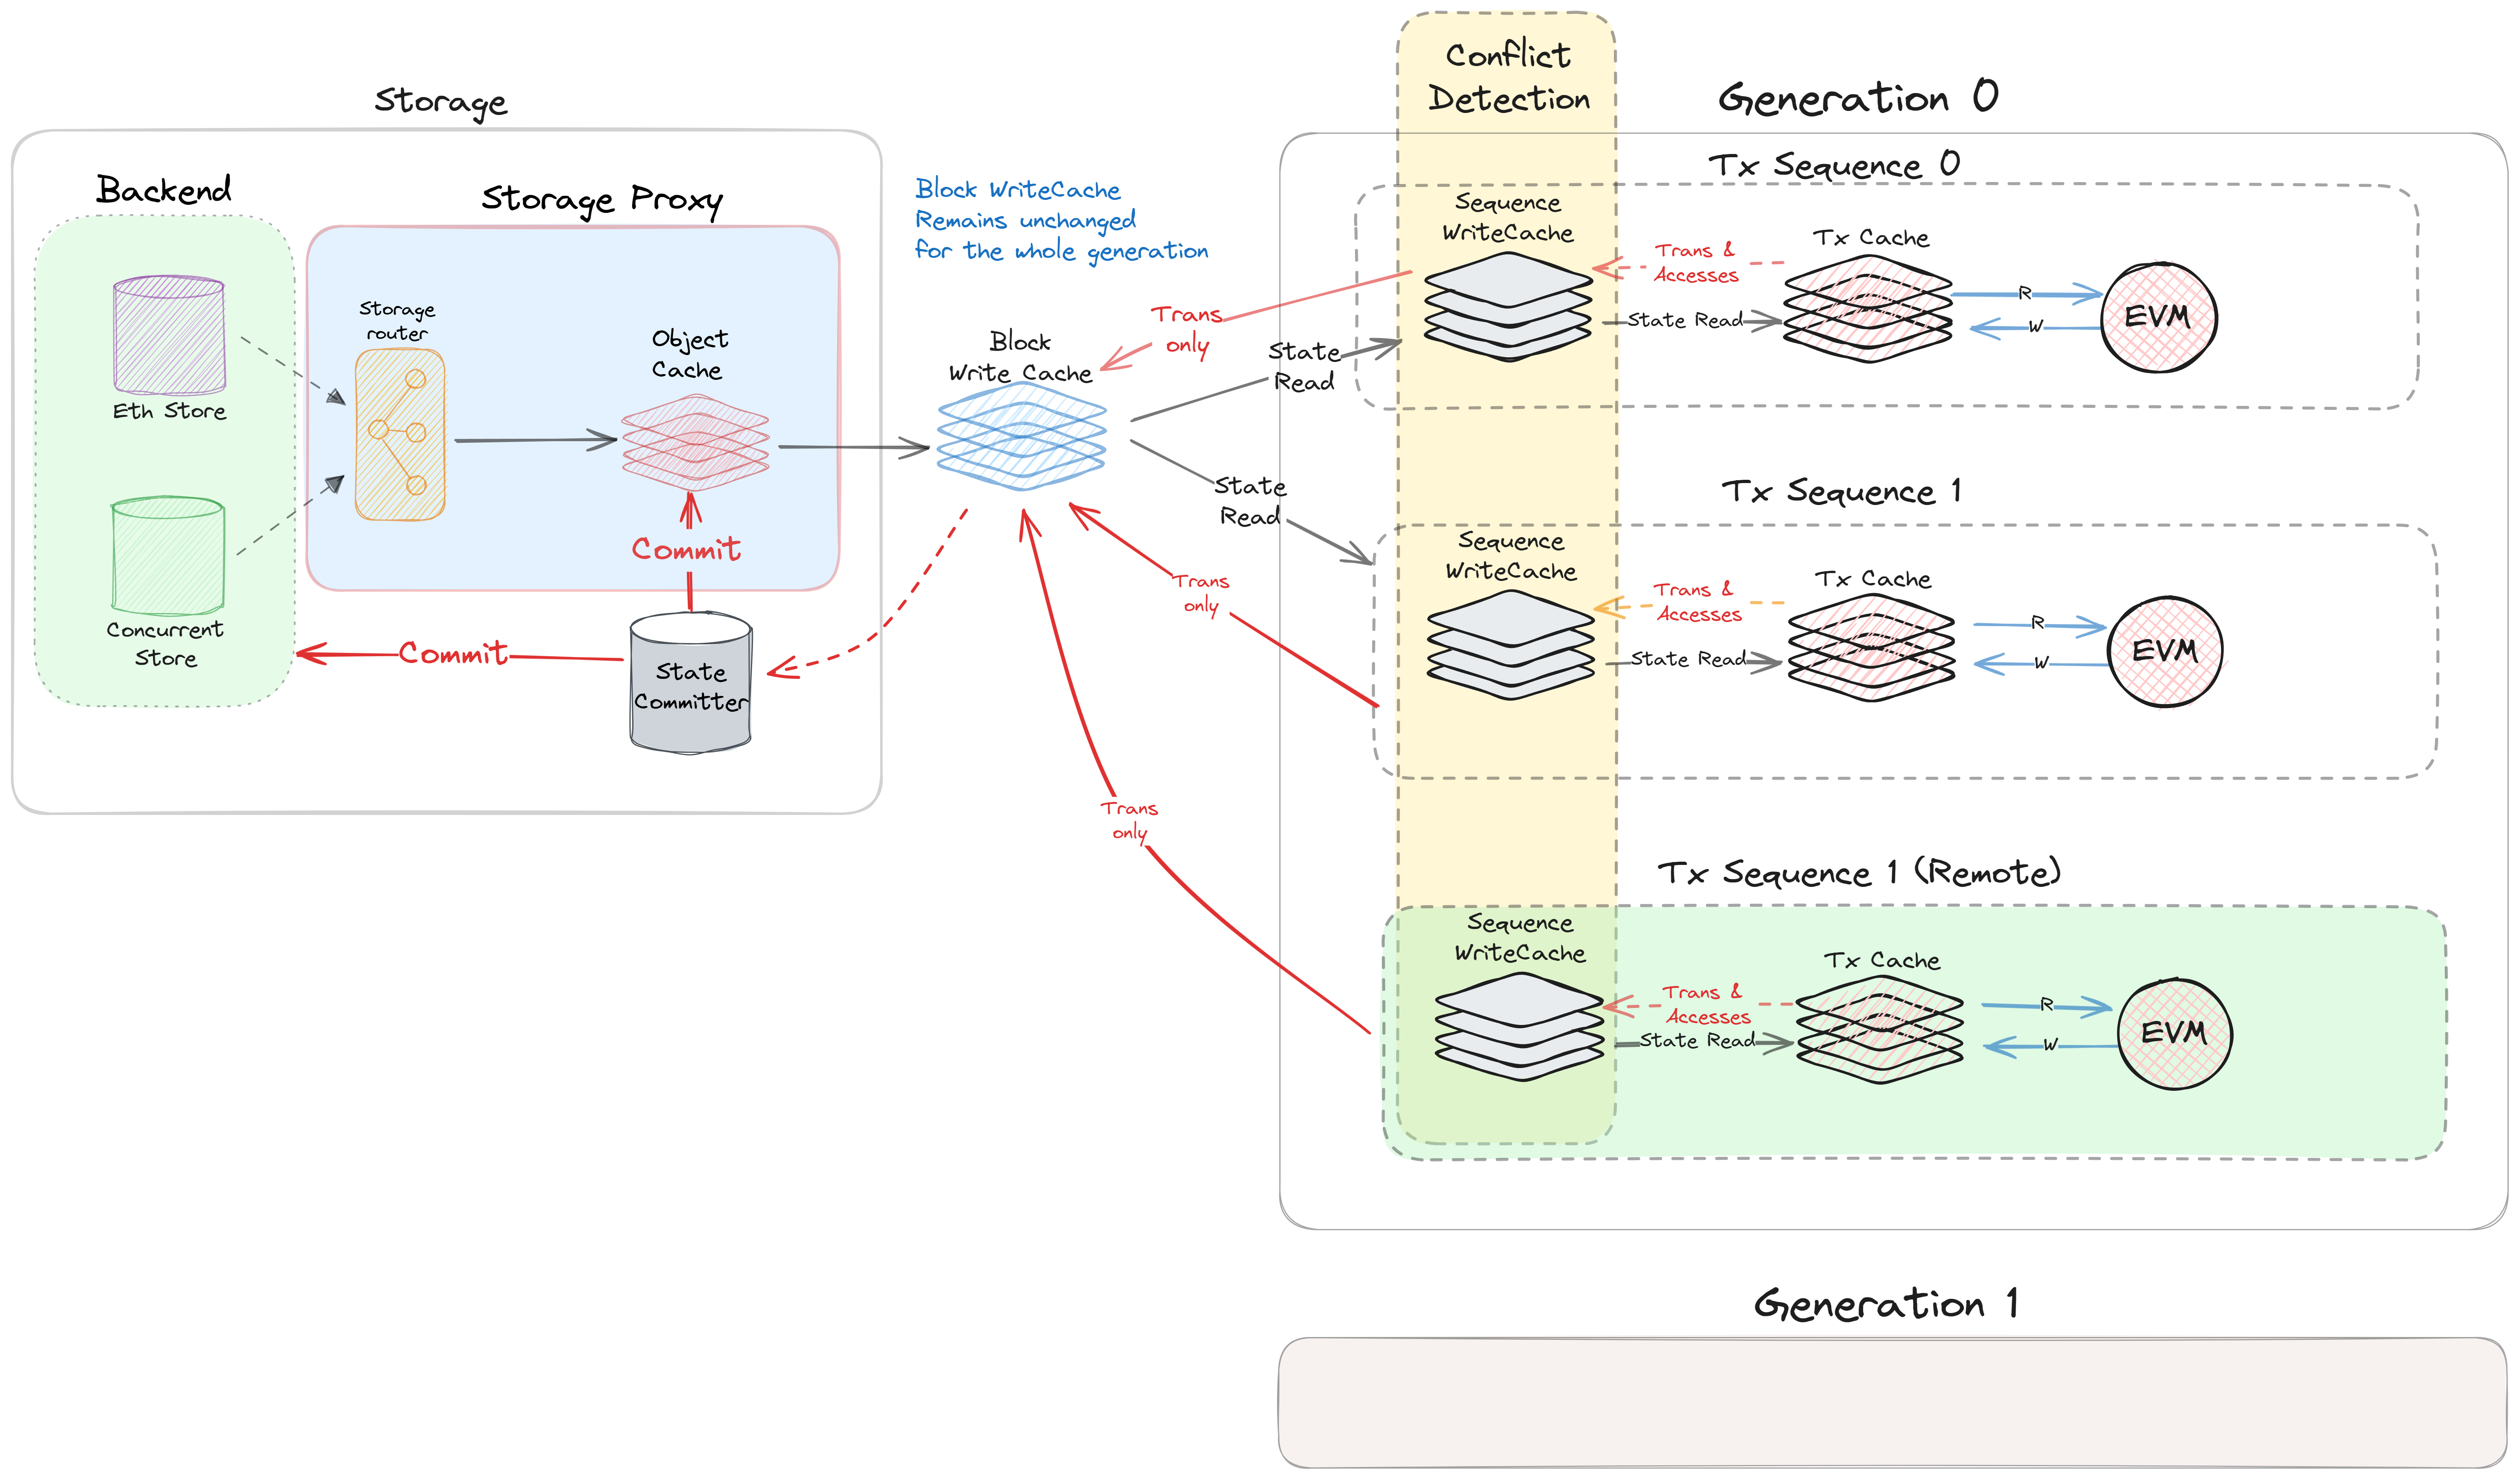 Storage
Backend
Storage Proxy
Eth Store
Concurrent
Store
Storage
router
Object
Cache
Commit
Commit
State
Committer
Block WriteCache
Remains unchanged
for the whole generation
Block
Write Cache
Trans
only
State
Read
State
Read
Trans
only
Trans
only
Conflict
Detection
Generation 0
Tx Sequence 0
Sequence
WriteCache
Trans &
Accesses
State Read
Tx Cache
R
W
EVM
Tx Sequence 1
Sequence
WriteCache
Trans &
Accesses
State Read
Tx Cache
R
W
EVM
Tx Sequence 1 (Remote)
Sequence
WriteCache
Trans &
Accesses
State Read
Tx Cache
R
W
EVM
Generation 1